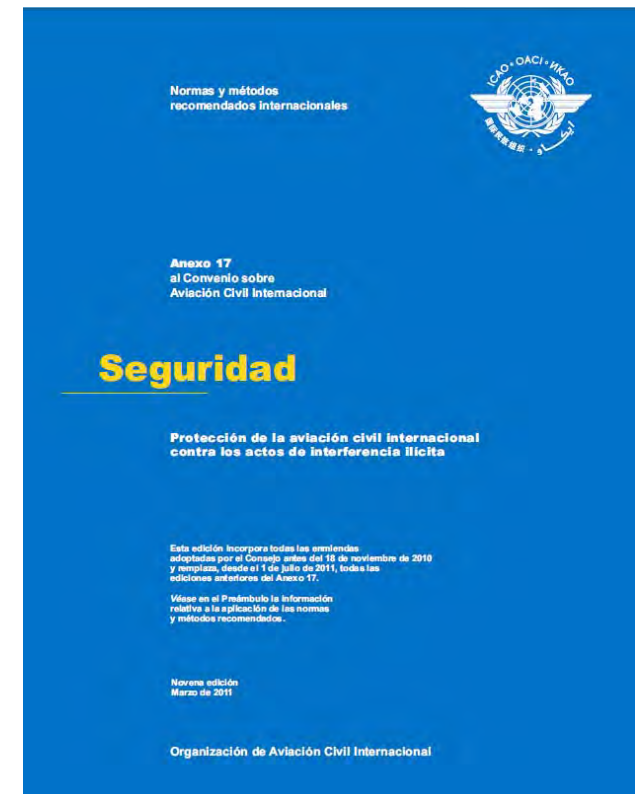 Normas y métodos
recomendados internacionales
ICAO · OACI · ИКАО
Anexo 17
al Convenio sobre
Aviación Civil Internacional
Seguridad
Protección de la aviación civil internacional
contra los actos de interferencia ilícita
Esta edición incorpora todas las enmiendas
adoptadas por el Consejo antes del 18 de noviembre de 2010
y remplaza, desde el 1 de julio de 2011, todas las
ediciones anteriores del Anexo 17.
Véase en el Preámbulo la información
relativa a la aplicación de las normas
y métodos recomendados.
Novena edición
Marzo de 2011
Organización de Aviación Civil Internacional